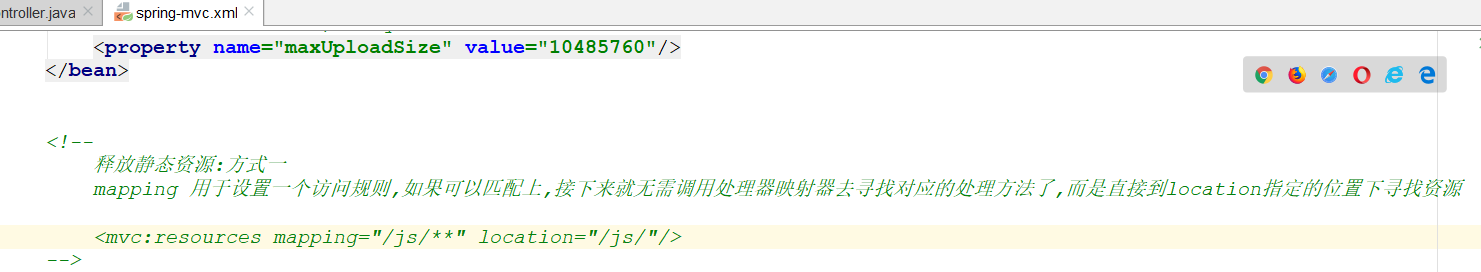 ntroller.java
spring-mvc.xml
<property name="maxUploadSize" value="10485760"/>
</bean>
<!--
释放静态资源:方式一
mapping 用于设置一个访问规则,如果可以匹配上,接下来就无需调用处理器映射器去寻找对应的处理方法了,而是直接到location指定的位置下寻找资源
<mvc:resources mapping="/js/**" location="/js/"/>
-->